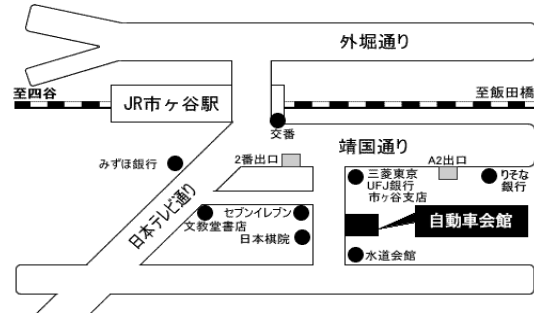 外堀通り
至四谷
JR市ヶ谷駅
至飯田橋
交番
靖国通り
みずほ銀行
2番出口
三菱東京
UFJ銀行
市ヶ谷支店
A2出口
りそな
銀行
日本テレビ通り
セブンイレブン
文教堂書店
日本棋院
自動車会館
水道会館